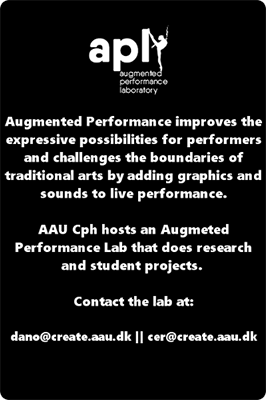 apl
augmented
performance
laboratory
Augmented Performance improves the
expressive possibilities for performers
and challenges the boundaries of
traditional arts by adding graphics and
sounds to live performance.
AAU Cph hosts an Augmeted
Performance Lab that does research
and student projects.
Contact the lab at:
dano@create.aau.dk || cer@create.aau.dk